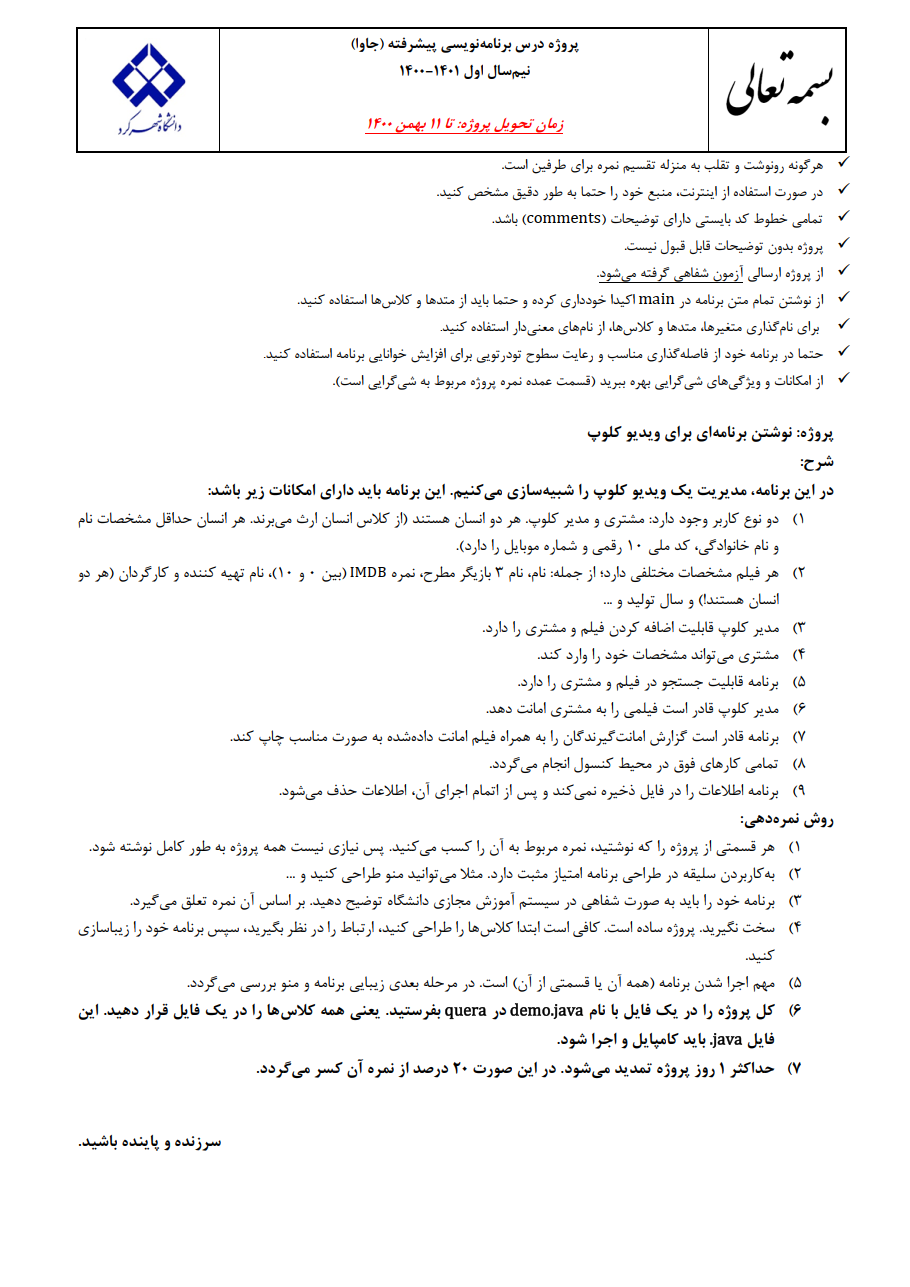 بسمه تعالی
پروژه درس برنامه‌نویسی پیشرفته (جاوا)
نیم‌سال اول ۱۴۰۱-۱۴۰۰
زمان تحویل پروژه: تا ۱۱ بهمن ۱۴۰۰
دانشگاه شهرکرد
✓ هرگونه رونوشت و تقلب به منزله تقسیم نمره برای طرفین است.
✓ در صورت استفاده از اینترنت، منبع خود را حتما به طور دقیق مشخص کنید.
✓ تمامی خطوط کد بایستی دارای توضیحات (comments) باشد.
✓ پروژه بدون توضیحات قابل قبول نیست.
✓ از پروژه ارسالی آزمون شفاهی گرفته می‌شود.
✓ از نوشتن تمام متن برنامه در main اکیدا خودداری کرده و حتما باید از متدها و کلاس‌ها استفاده کنید.
✓ برای نام‌گذاری متغیرها، متدها و کلاس‌ها، از نام‌های معنی‌دار استفاده کنید.
✓ حتما در برنامه خود از فاصله‌گذاری مناسب و رعایت سطوح تودرتویی برای افزایش خوانایی برنامه استفاده کنید.
✓ از امکانات و ویژگی‌های شی‌گرایی بهره ببرید (قسمت عمده نمره پروژه مربوط به شی‌گرایی است).
پروژه: نوشتن برنامه‌ای برای ویدیو کلوپ
شرح:
در این برنامه، مدیریت یک ویدیو کلوپ را شبیه‌سازی می‌کنیم. این برنامه باید دارای امکانات زیر باشد:
۱) دو نوع کاربر وجود دارد: مشتری و مدیر کلوپ. هر دو انسان هستند (از کلاس انسان ارث می‌برند. هر انسان حداقل مشخصات نام
و نام خانوادگی، کد ملی ۱۰ رقمی و شماره موبایل را دارد).
۲) هر فیلم مشخصات مختلفی دارد؛ از جمله: نام، نام ۳ بازیگر مطرح، نمره IMDB (بین ۰ و ۱۰)، نام تهیه کننده و کارگردان (هر دو
انسان هستند!) و سال تولید و ...
۳) مدیر کلوپ قابلیت اضافه کردن فیلم و مشتری را دارد.
۴) مشتری می‌تواند مشخصات خود را وارد کند.
۵) برنامه قابلیت جستجو در فیلم و مشتری را دارد.
۶) مدیر کلوپ قادر است فیلمی را به مشتری امانت دهد.
۷) برنامه قادر است گزارش امانت‌گیرندگان را به همراه فیلم امانت داده‌شده به صورت مناسب چاپ کند.
۸) تمامی کارهای فوق در محیط کنسول انجام می‌گردد.
۹) برنامه اطلاعات را در فایل ذخیره نمی‌کند و پس از اتمام اجرای آن، اطلاعات حذف می‌شود.
روش نمره‌دهی:
۱) هر قسمتی از پروژه را که نوشتید، نمره مربوط به آن را کسب می‌کنید. پس نیازی نیست همه پروژه به طور کامل نوشته شود.
۲) به‌کاربردن سلیقه در طراحی برنامه امتیاز مثبت دارد. مثلا می‌توانید منو طراحی کنید و ...
۳) برنامه خود را باید به صورت شفاهی در سیستم آموزش مجازی دانشگاه توضیح دهید. بر اساس آن نمره تعلق می‌گیرد.
۴) سخت نگیرید. پروژه ساده است. کافی است ابتدا کلاس‌ها را طراحی کنید، ارتباط را در نظر بگیرید، سپس برنامه خود را زیباسازی
کنید.
۵) مهم اجرا شدن برنامه (همه آن یا قسمتی از آن) است. در مرحله بعدی زیبایی برنامه و منو بررسی می‌گردد.
۶) کل پروژه را در یک فایل با نام demo.java در quera بفرستید. یعنی همه کلاس‌ها را در یک فایل قرار دهید. این
فایل java. باید کامپایل و اجرا شود.
۷) حداکثر ۱ روز پروژه تمدید می‌شود. در این صورت ۲۰ درصد از نمره آن کسر می‌گردد.
سرزنده و پاینده باشید.